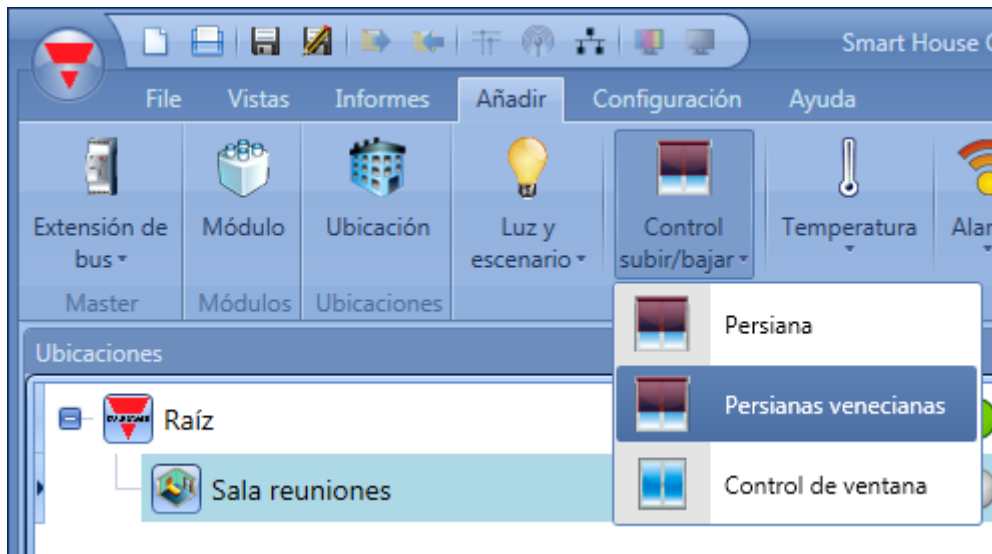 Smart House
File Vistas Informes Añadir Configuración Ayuda
Extensión de bus
Módulo
Ubicación
Luz y escenario
Control subir/bajar
Temperatura
Master Módulos Ubicaciones
Persiana
Ubicaciones
Persianas venecianas
Raíz
Control de ventana
Sala reuniones